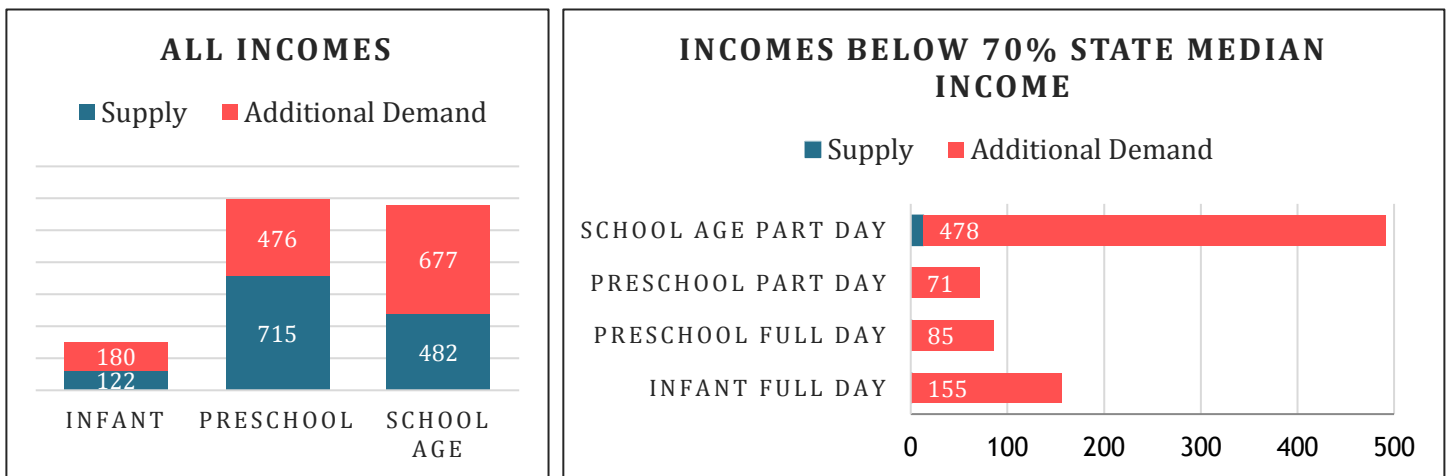 ALL INCOMES
Supply Additional Demand
180
122
476
715
677
482
INFANT PRESCHOOL SCHOOL
AGE
INCOMES BELOW 70% STATE MEDIAN
INCOME
Supply Additional Demand
SCHOOL AGE PART DAY 478
PRESCHOOL PART DAY 71
PRESCHOOL FULL DAY 85
INFANT FULL DAY 155
0 100 200 300 400 500